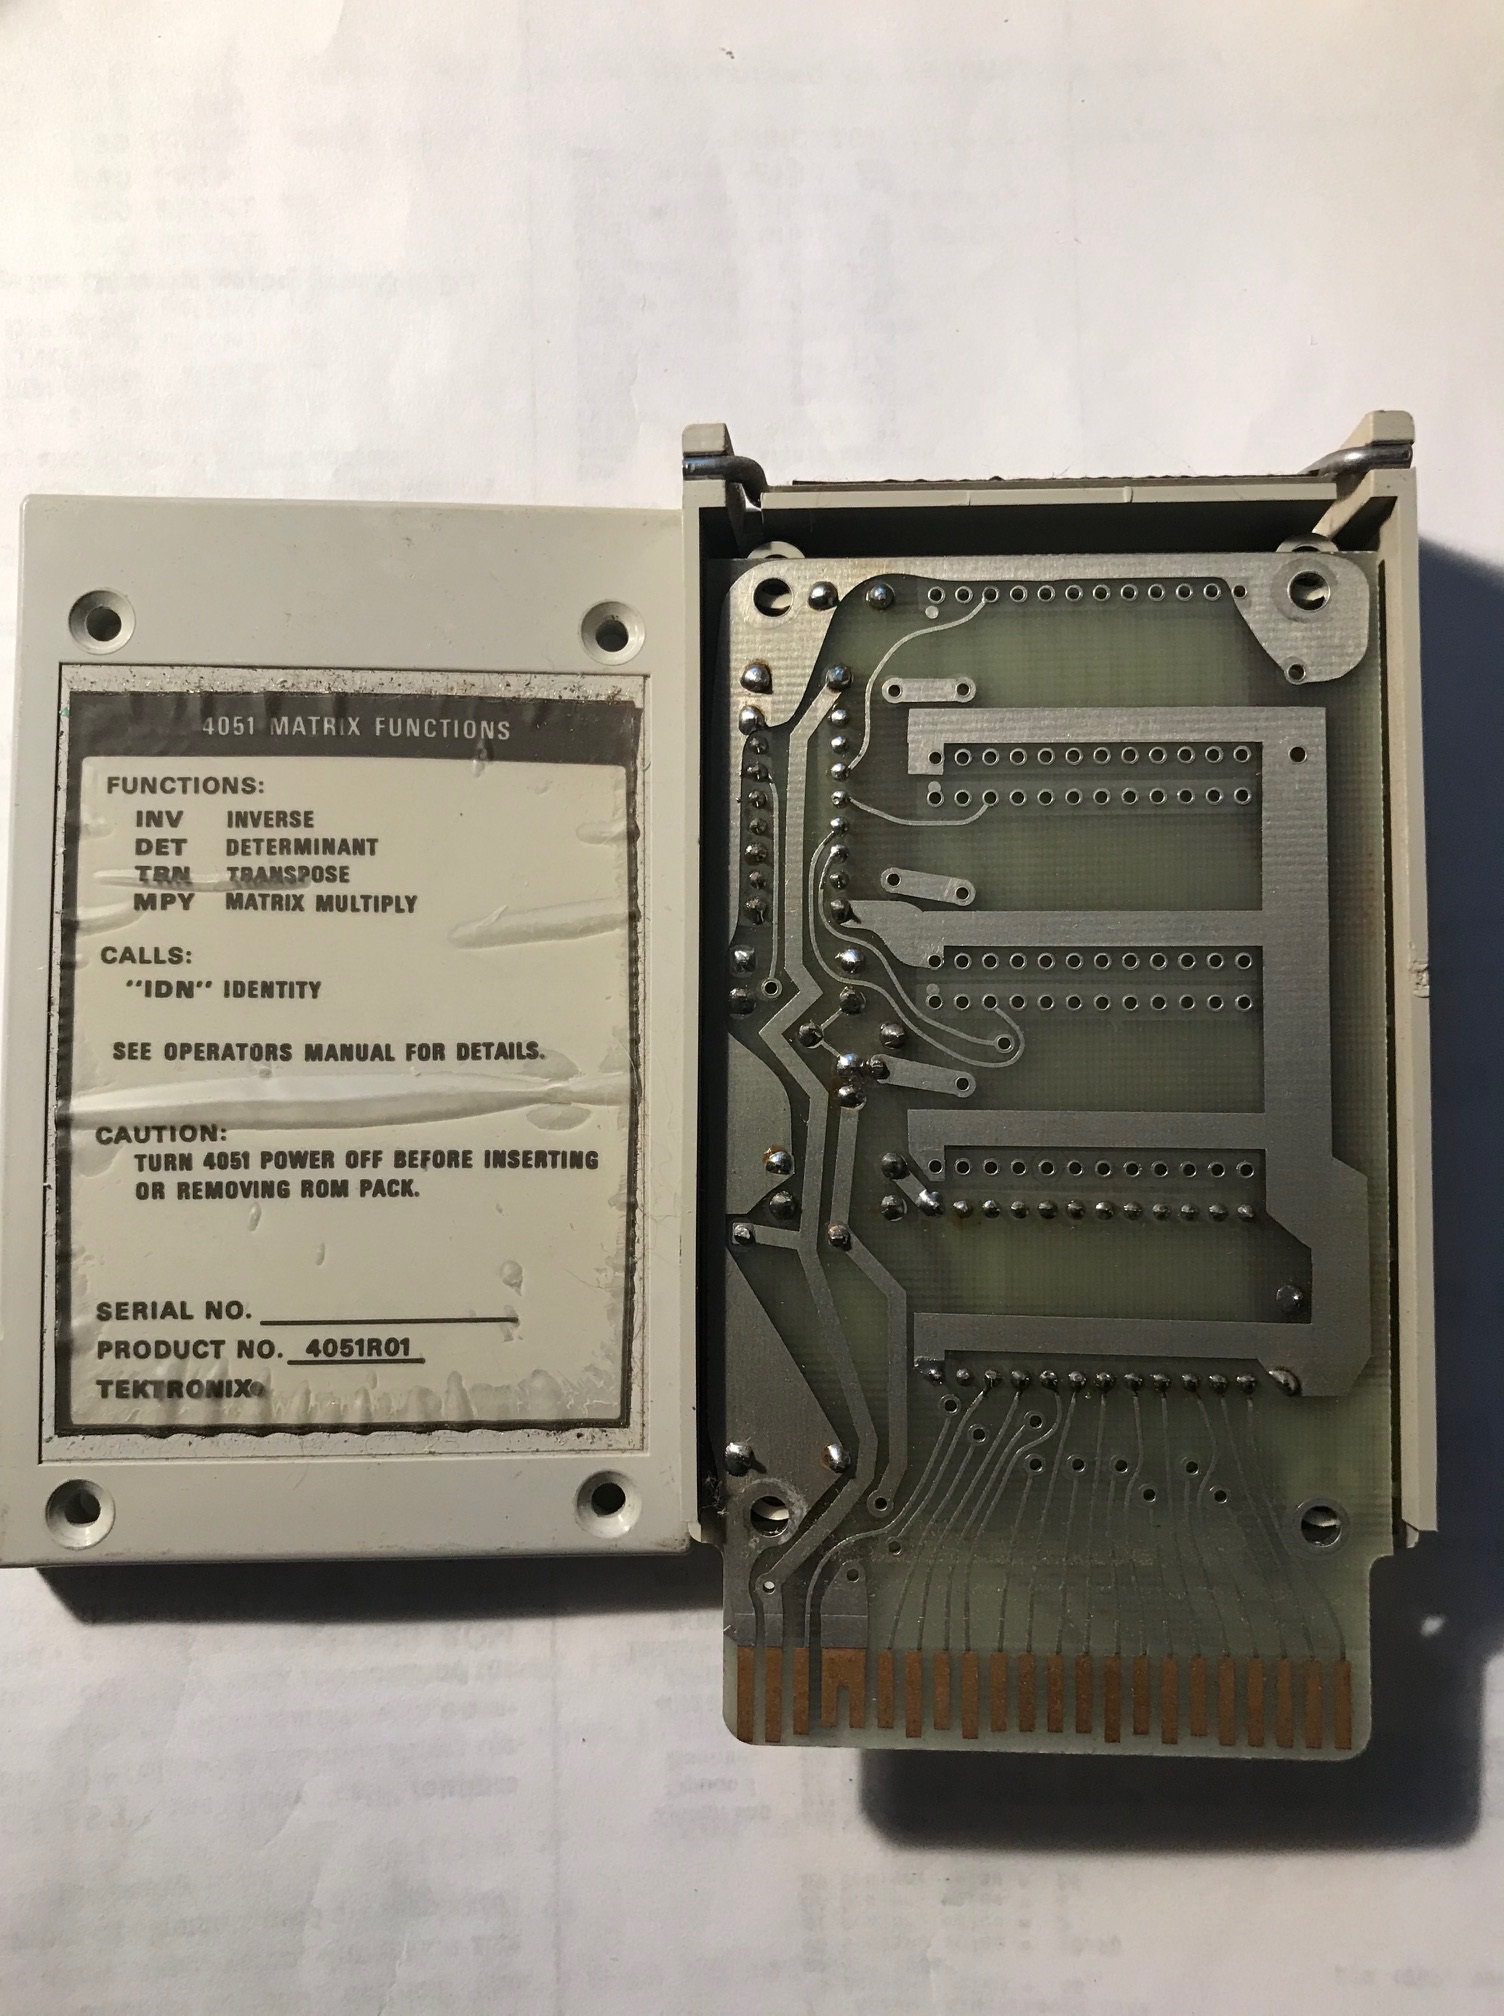 4051 MATRIX FUNCTIONS
FUNCTIONS:
INV INVERSE
DET DETERMINANT
TRN TRANSPOSE
MPY MATRIX MULTIPLY
CALLS:
"IDN" IDENTITY
SEE OPERATORS MANUAL FOR DETAILS.
CAUTION:
TURN 4051 POWER OFF BEFORE INSERTING
OR REMOVING ROM PACK.
SERIAL NO.
PRODUCT NO. 4051R01
TEKTRONIX®